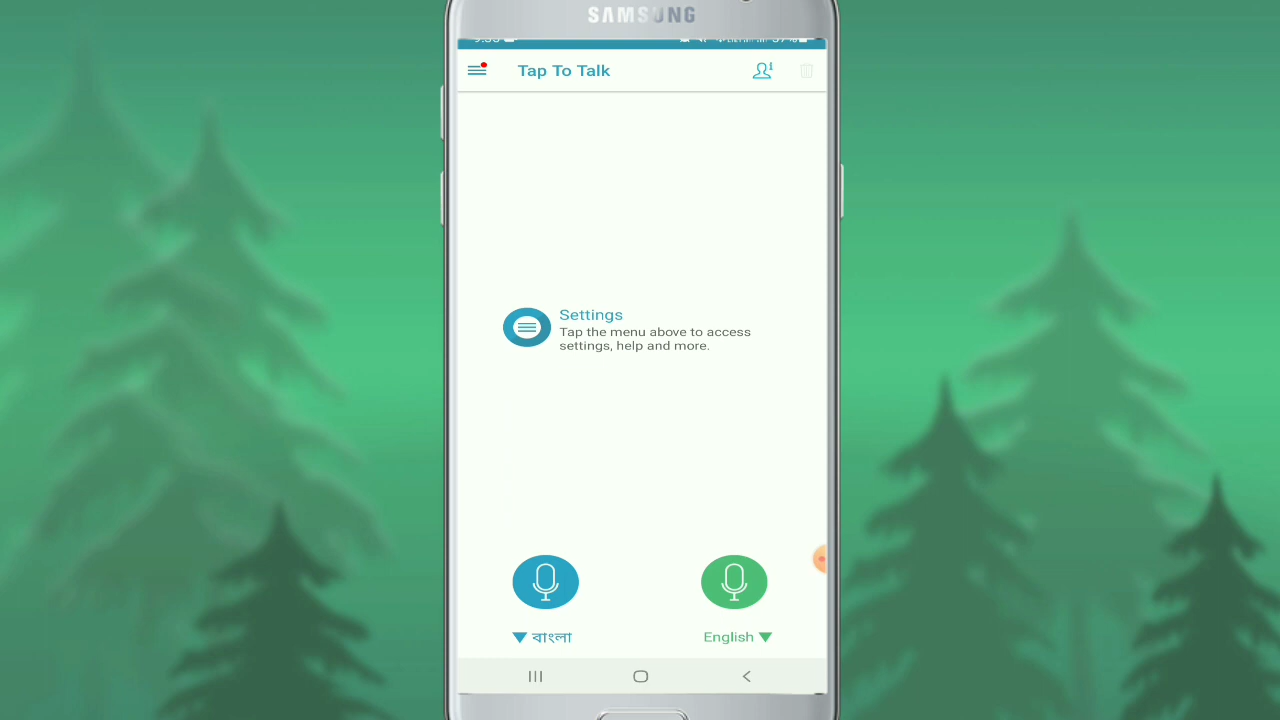 SAMSUNG
Tap To Talk
Settings
Tap the menu above to access
settings, help and more.
বাংলা
English